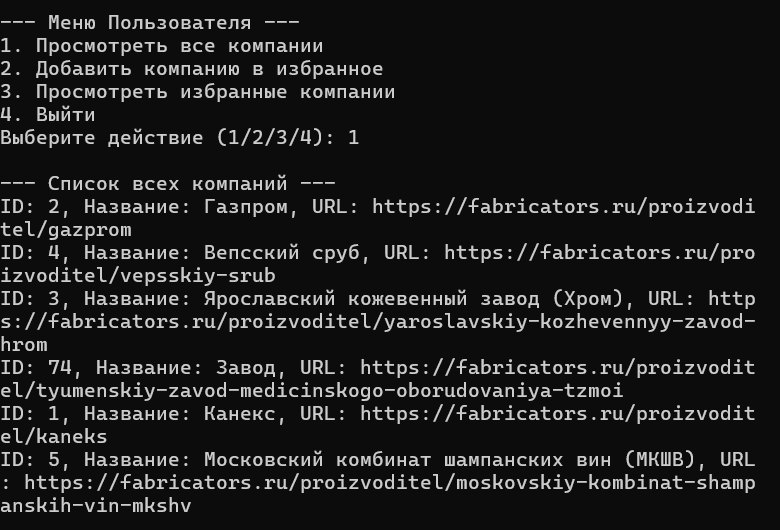 --- Меню Пользователя ---
1. Просмотреть все компании
2. Добавить компанию в избранное
3. Просмотреть избранные компании
4. Выйти
Выберите действие (1/2/3/4): 1

--- Список всех компаний ---
ID: 2, Название: Газпром, URL: https://fabricators.ru/proizvodi
tel/gazprom
ID: 4, Название: Вепсский сруб, URL: https://fabricators.ru/pro
izvoditel/vepsskiy-srub
ID: 3, Название: Ярославский кожевенный завод (Хром), URL: http
s://fabricators.ru/proizvoditel/yaroslavskiy-kozhevennyy-zavod-
hrom
ID: 74, Название: Завод, URL: https://fabricators.ru/proizvodit
el/tyumenskiy-zavod-medicinskogo-oborudovaniya-tzmoi
ID: 1, Название: Канекс, URL: https://fabricators.ru/proizvodit
el/kaneks
ID: 5, Название: Московский комбинат шампанских вин (МКШВ), URL
: https://fabricators.ru/proizvoditel/moskovskiy-kombinat-shamp
anskih-vin-mkshv